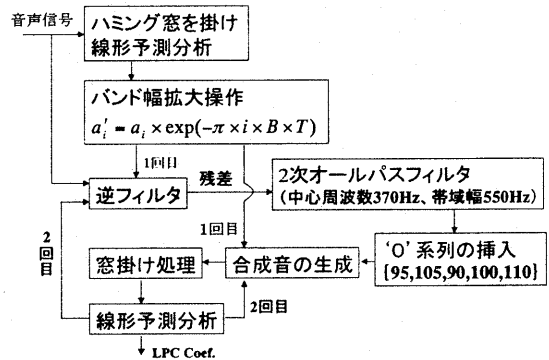 音声信号
ハミング窓を掛け
線形予測分析
バンド幅拡大操作
a'ᵢ = aᵢ × exp(−π × i × B × T)
1回目
逆フィルタ
残差
2次オールパスフィルタ
(中心周波数370Hz、帯域幅550Hz)
2回目
1回目
'0' 系列の挿入
{95,105,90,100,110}
窓掛け処理
合成音の生成
線形予測分析
2回目
LPC Coef.